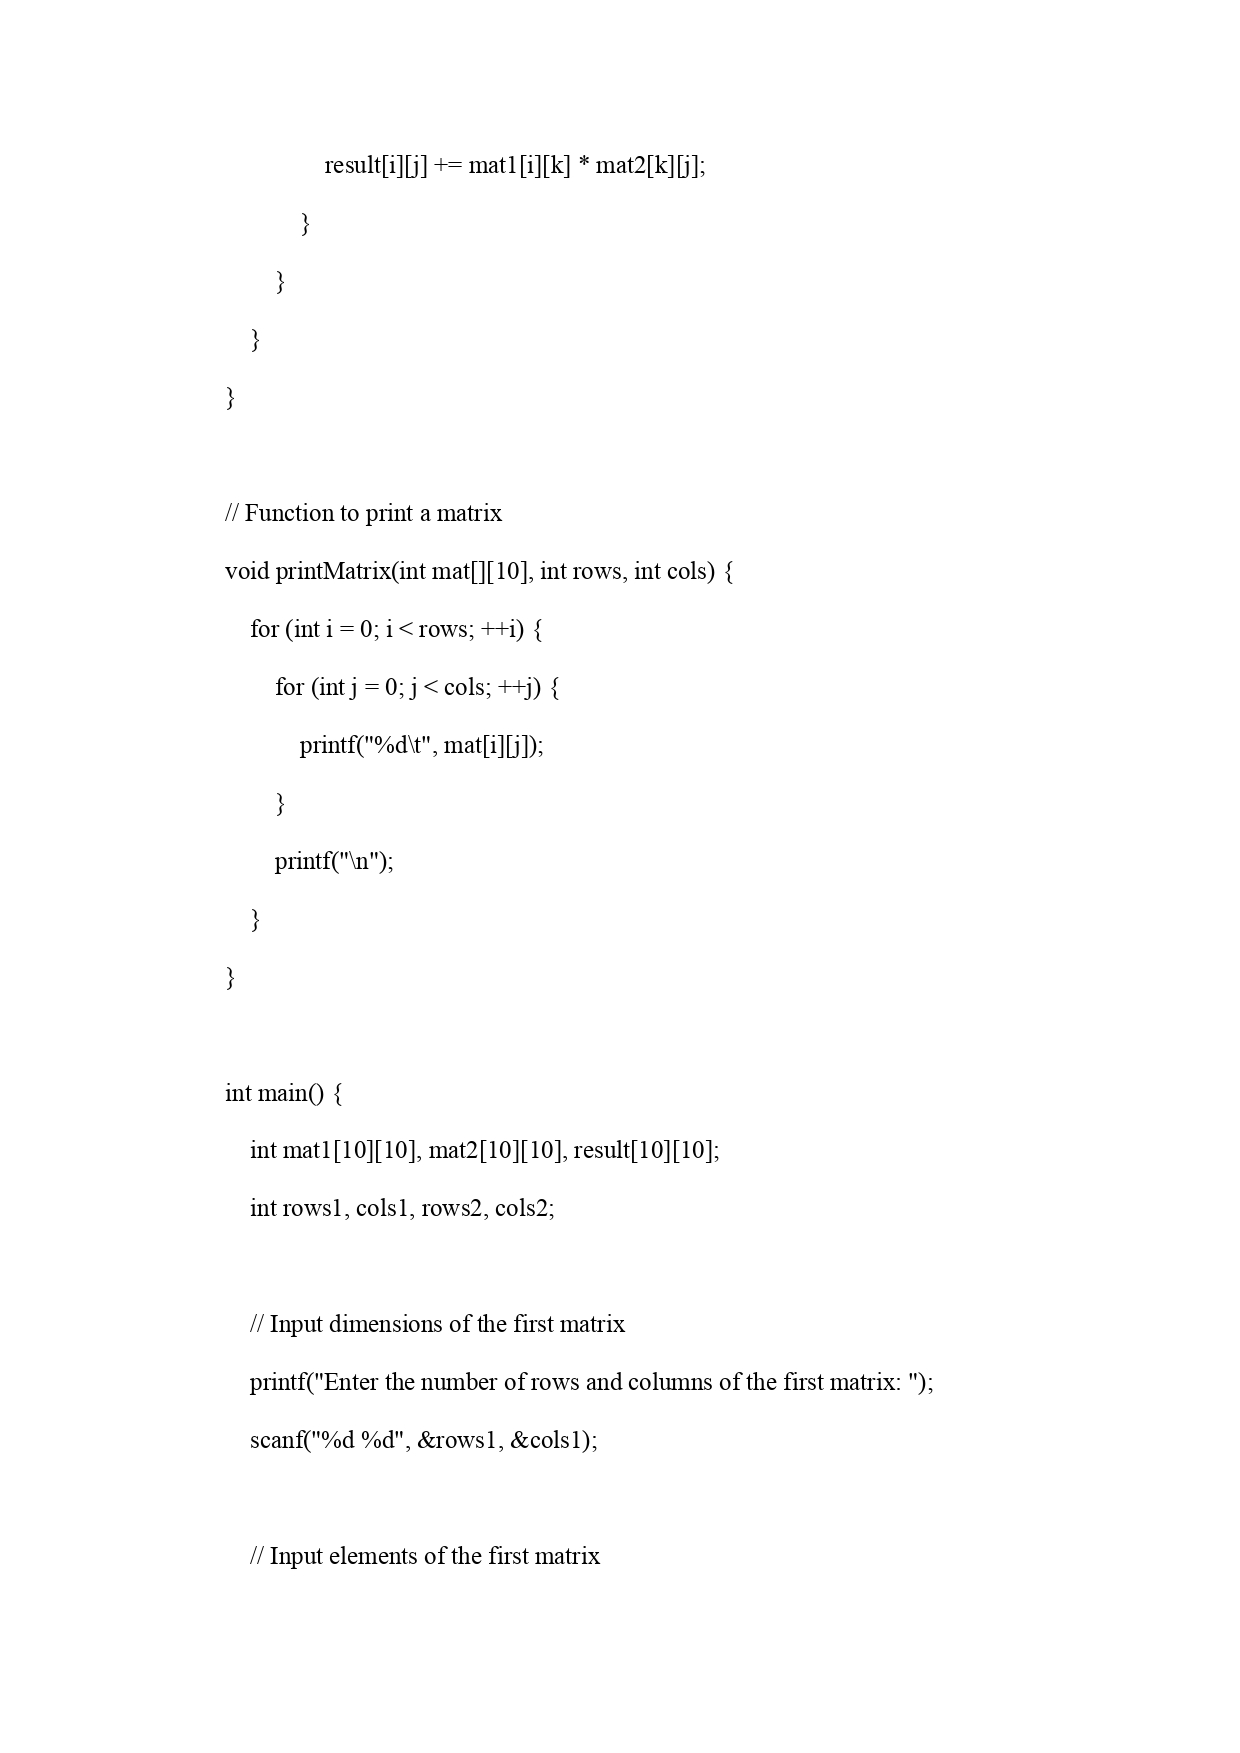 result[i][j] += mat1[i][k] * mat2[k][j];
}
}
}
}
// Function to print a matrix
void printMatrix(int mat[][10], int rows, int cols) {
for (int i = 0; i < rows; ++i) {
for (int j = 0; j < cols; ++j) {
printf("%d\t", mat[i][j]);
}
printf("\n");
}
}
int main() {
int mat1[10][10], mat2[10][10], result[10][10];
int rows1, cols1, rows2, cols2;
// Input dimensions of the first matrix
printf("Enter the number of rows and columns of the first matrix: ");
scanf("%d %d", &rows1, &cols1);
// Input elements of the first matrix